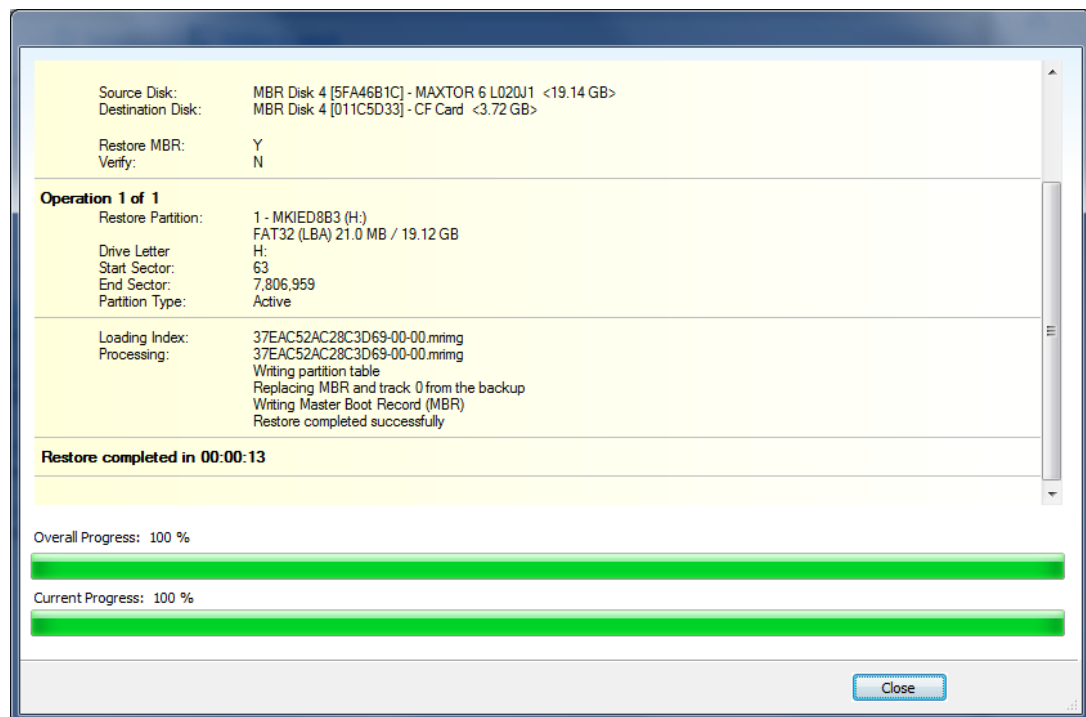 Source Disk: MBR Disk 4 [5FA46B1C] - MAXTOR 6 L020J1 <19.14 GB>
Destination Disk: MBR Disk 4 [011C5D33] - CF Card <3.72 GB>
Restore MBR: Y
Verify: N
Operation 1 of 1
Restore Partition: 1 - MKIED8B3 (H:)
FAT32 (LBA) 21.0 MB / 19.12 GB
Drive Letter H:
Start Sector: 63
End Sector: 7,806,959
Partition Type: Active
Loading Index: 37EAC52AC28C3D69-00-00.mrimg
Processing: 37EAC52AC28C3D69-00-00.mrimg
Writing partition table
Replacing MBR and track 0 from the backup
Writing Master Boot Record (MBR)
Restore completed successfully
Restore completed in 00:00:13
Overall Progress: 100 %
Current Progress: 100 %
Close